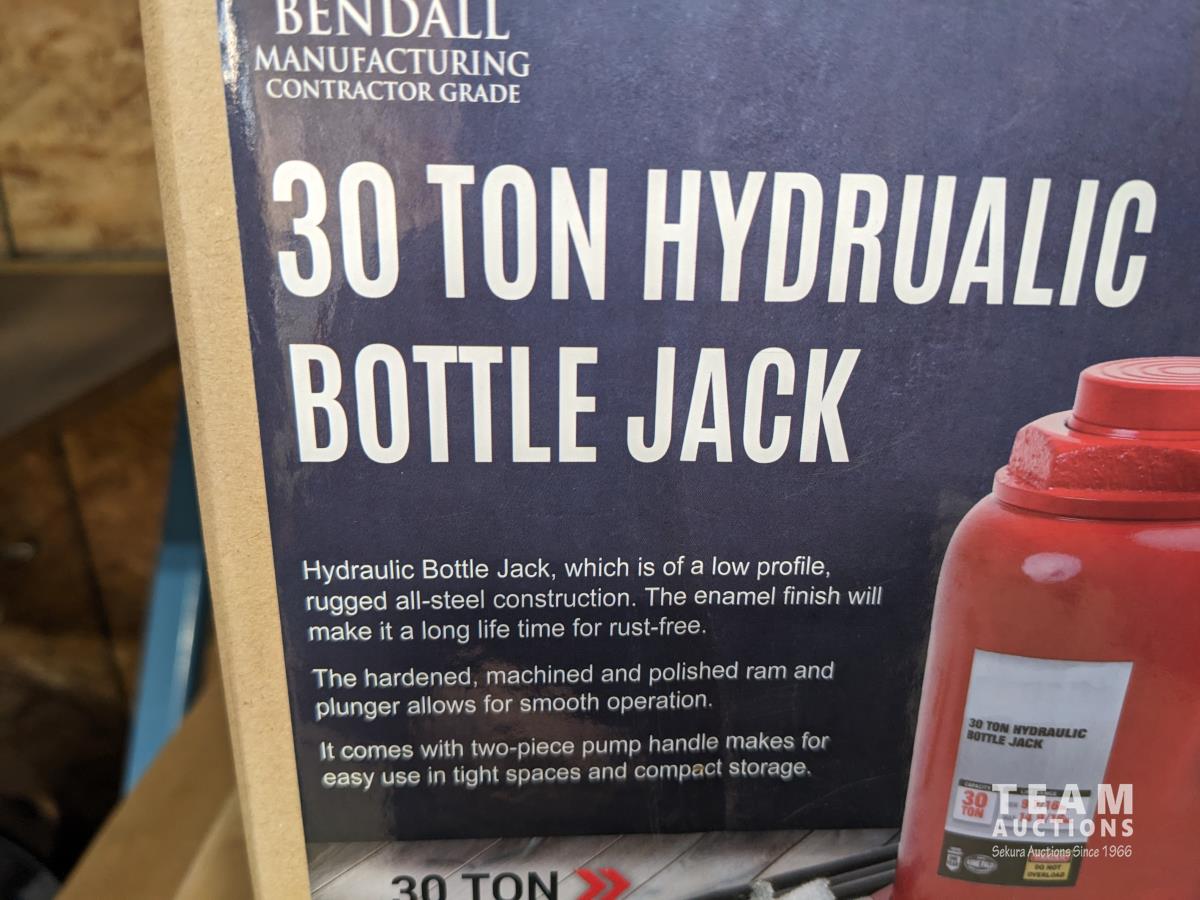 BENDALL
MANUFACTURING
CONTRACTOR GRADE
30 TON HYDRUALIC
BOTTLE JACK
Hydraulic Bottle Jack, which is of a low profile,
rugged all-steel construction. The enamel finish will
make it a long life time for rust-free.
The hardened, machined and polished ram and
plunger allows for smooth operation.
It comes with two-piece pump handle makes for
easy use in tight spaces and compact storage.
30 TON HYDRAULIC
BOTTLE JACK
CAPACITY
30
TON
DO NOT
OVERLOAD
30 TON
TEAM
AUCTIONS
Sekura Auctions Since 1966